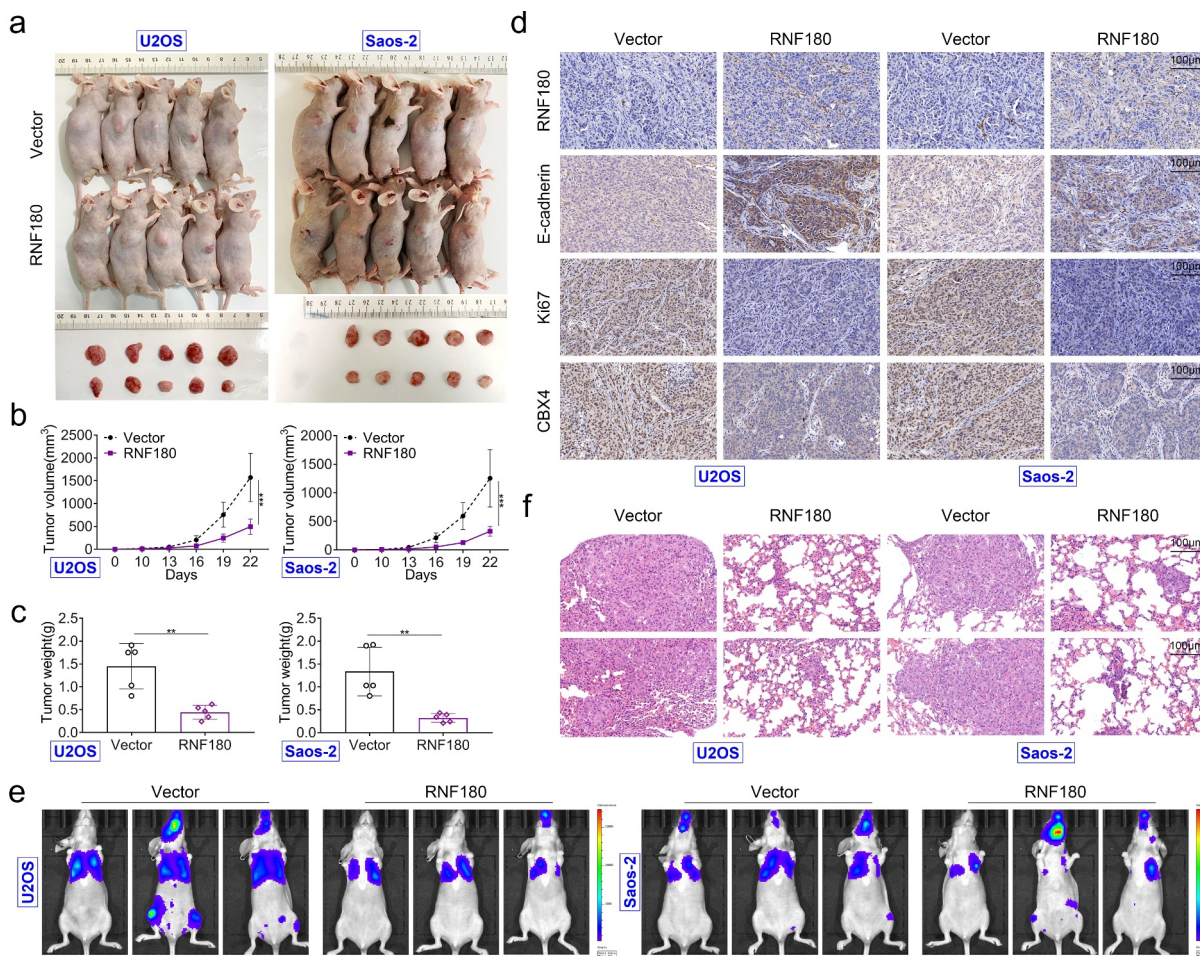 a
U2OS
Saos-2
Vector
RNF180
b
Tumor volume(mm³)
2500
2000
1500
1000
500
0
Vector
RNF180
***
0 10 13 16 19 22
Days
U2OS
Tumor volume(mm³)
2000
1500
1000
500
0
Vector
RNF180
***
0 10 13 16 19 22
Days
Saos-2
c
Tumor weight(g)
2.5
2.0
1.5
1.0
0.5
0.0
**
Vector RNF180
U2OS
Tumor weight(g)
2.5
2.0
1.5
1.0
0.5
0.0
**
Vector RNF180
Saos-2
d
Vector RNF180 Vector RNF180
RNF180
100μm
E-cadherin
100μm
Ki67
100μm
CBX4
100μm
U2OS Saos-2
f
Vector RNF180 Vector RNF180
100μm
100μm
U2OS Saos-2
e
Vector RNF180 Vector RNF180
U2OS
Saos-2